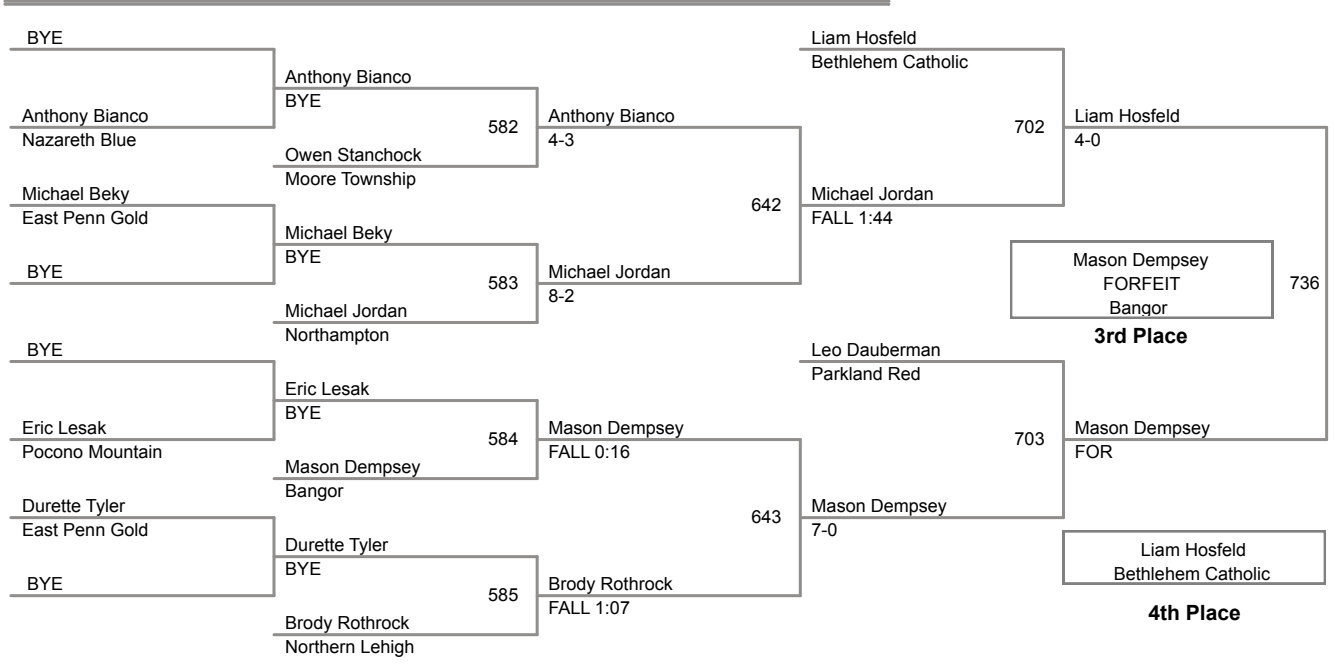 BYE
Anthony Bianco
Nazareth Blue
Michael Beky
East Penn Gold
BYE
BYE
Eric Lesak
Pocono Mountain
Durette Tyler
East Penn Gold
BYE
Anthony Bianco
BYE
582
Owen Stanchock
Moore Township
Michael Beky
BYE
583
Michael Jordan
Northampton
Eric Lesak
BYE
584
Mason Dempsey
Bangor
Durette Tyler
BYE
585
Brody Rothrock
Northern Lehigh
Anthony Bianco
4-3
642
Michael Jordan
8-2
Mason Dempsey
FALL 0:16
643
Brody Rothrock
FALL 1:07
Liam Hosfeld
Bethlehem Catholic
702
Michael Jordan
FALL 1:44
Leo Dauberman
Parkland Red
703
Mason Dempsey
7-0
Liam Hosfeld
4-0
Mason Dempsey
FORFEIT
Bangor
736
3rd Place
Mason Dempsey
FOR
Liam Hosfeld
Bethlehem Catholic
4th Place